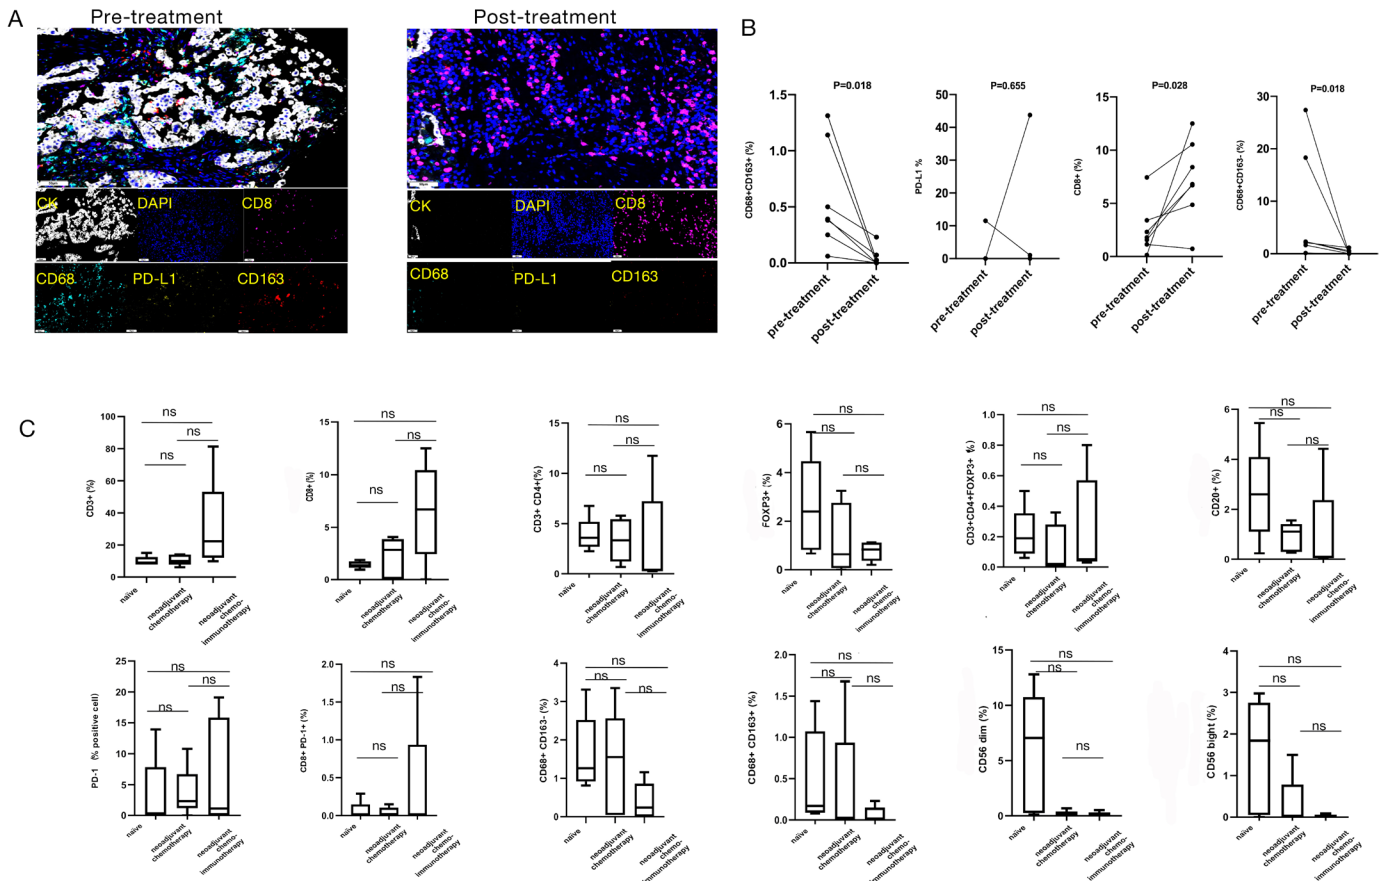 A
Pre-treatment
Post-treatment
CK
DAPI
CD8
CD68
PD-L1
CD163
CK
DAPI
CD8
CD68
PD-L1
CD163
B
P=0.018
CD68+CD163+ (%)
1.5
1.0
0.5
0.0
pre-treatment
post-treatment
P=0.655
PD-L1 %
50
40
30
20
10
0
pre-treatment
post-treatment
P=0.028
CD8+ (%)
15
10
5
0
pre-treatment
post-treatment
P=0.018
CD68+CD163- (%)
30
20
10
0
pre-treatment
post-treatment
C
CD3+ (%)
100
80
60
40
20
0
ns
ns
ns
naïve
neoadjuvant
chemotherapy
neoadjuvant
chemo-
immunotherapy
CD8+ (%)
15
10
5
0
ns
ns
ns
naïve
neoadjuvant
chemotherapy
neoadjuvant
chemo-
immunotherapy
CD3+ CD4+(%)
15
10
5
0
ns
ns
ns
naïve
neoadjuvant
chemotherapy
neoadjuvant
chemo-
immunotherapy
FOXP3+ (%)
6
4
2
0
ns
ns
ns
naïve
neoadjuvant
chemotherapy
neoadjuvant
chemo-
immunotherapy
CD3+CD4+FOXP3+ (%)
1.0
0.8
0.6
0.4
0.2
0.0
ns
ns
ns
naïve
neoadjuvant
chemotherapy
neoadjuvant
chemo-
immunotherapy
CD20+ (%)
6
4
2
0
ns
ns
ns
naïve
neoadjuvant
chemotherapy
neoadjuvant
chemo-
immunotherapy
PD-1 (% positive cell)
25
20
15
10
5
0
ns
ns
ns
naïve
neoadjuvant
chemotherapy
neoadjuvant
chemo-
immunotherapy
CD8+ PD-1+ (%)
2.0
1.5
1.0
0.5
0.0
ns
ns
ns
naïve
neoadjuvant
chemotherapy
neoadjuvant
chemo-
immunotherapy
CD68+ CD163- (%)
4
3
2
1
0
ns
ns
ns
naïve
neoadjuvant
chemotherapy
neoadjuvant
chemo-
immunotherapy
CD68+ CD163+ (%)
2.0
1.5
1.0
0.5
0.0
ns
ns
ns
naïve
neoadjuvant
chemotherapy
neoadjuvant
chemo-
immunotherapy
CD56 dim (%)
15
10
5
0
ns
ns
ns
naïve
neoadjuvant
chemotherapy
neoadjuvant
chemo-
immunotherapy
CD56 bight (%)
4
3
2
1
0
ns
ns
ns
naïve
neoadjuvant
chemotherapy
neoadjuvant
chemo-
immunotherapy